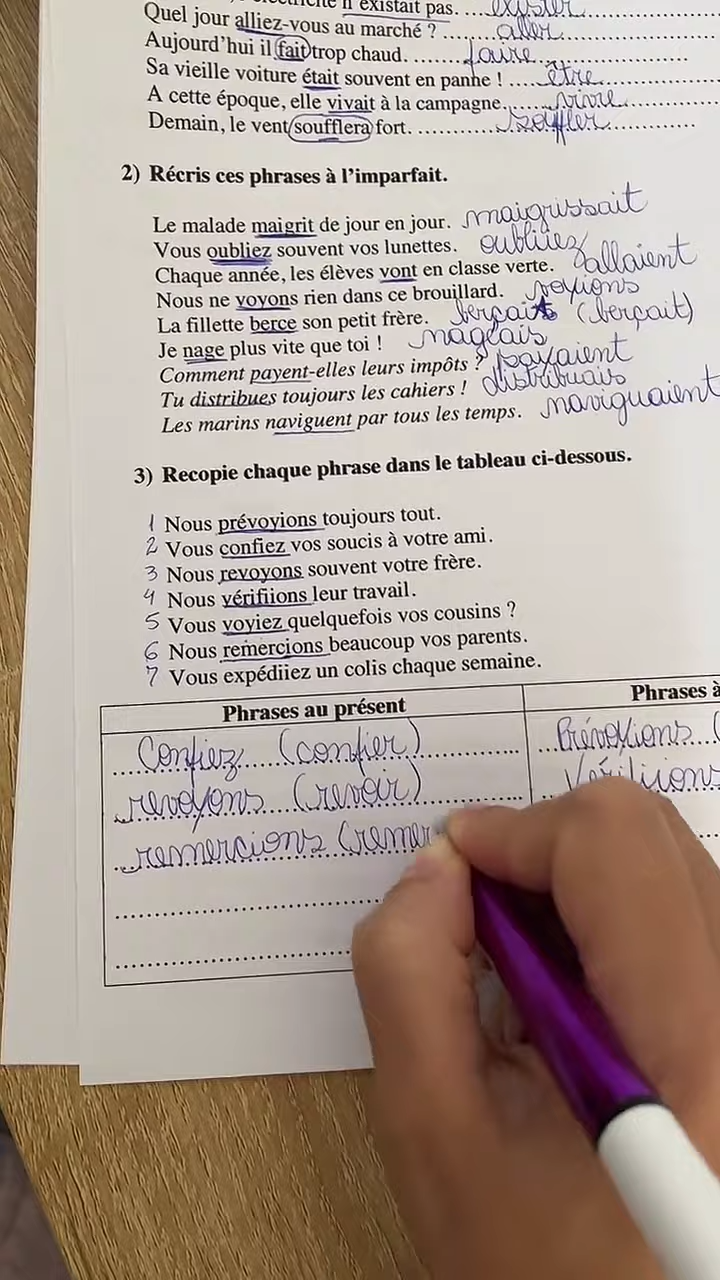 n'existait pas. exister
Quel jour alliez-vous au marché ? aller
Aujourd'hui il fait trop chaud. faire
Sa vieille voiture était souvent en panne ! être
A cette époque, elle vivait à la campagne. vivre
Demain, le vent soufflera fort. souffler
2) Récris ces phrases à l'imparfait.
Le malade maigrit de jour en jour. maigrissait
Vous oubliez souvent vos lunettes. oubliiez
Chaque année, les élèves vont en classe verte. allaient
Nous ne voyons rien dans ce brouillard. voyions
La fillette berce son petit frère. (berçait)
Je nage plus vite que toi ! nageais
Comment payent-elles leurs impôts ? payaient
Tu distribues toujours les cahiers ! distribuais
Les marins naviguent par tous les temps. naviguaient
3) Recopie chaque phrase dans le tableau ci-dessous.
1 Nous prévoyions toujours tout.
2 Vous confiez vos soucis à votre ami.
3 Nous revoyons souvent votre frère.
4 Nous vérifiions leur travail.
5 Vous voyiez quelquefois vos cousins ?
6 Nous remercions beaucoup vos parents.
7 Vous expédiiez un colis chaque semaine.
Phrases au présent Phrases à
Confiez (confier) Prévoyions (
revoyons (revoir) Vérifiions
remercions (remer